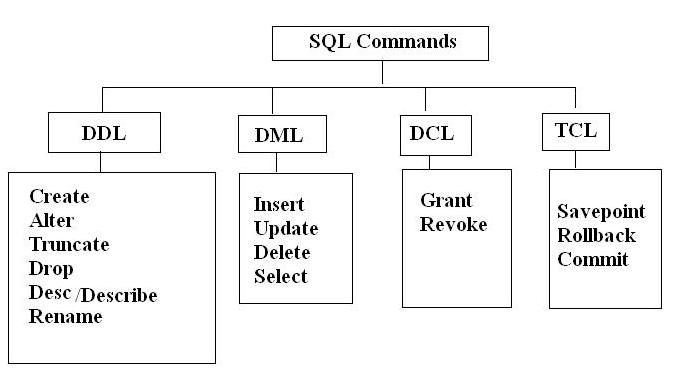 SQL Commands
DDL
DML
DCL
TCL
Create
Alter
Truncate
Drop
Desc /Describe
Rename
Insert
Update
Delete
Select
Grant
Revoke
Savepoint
Rollback
Commit